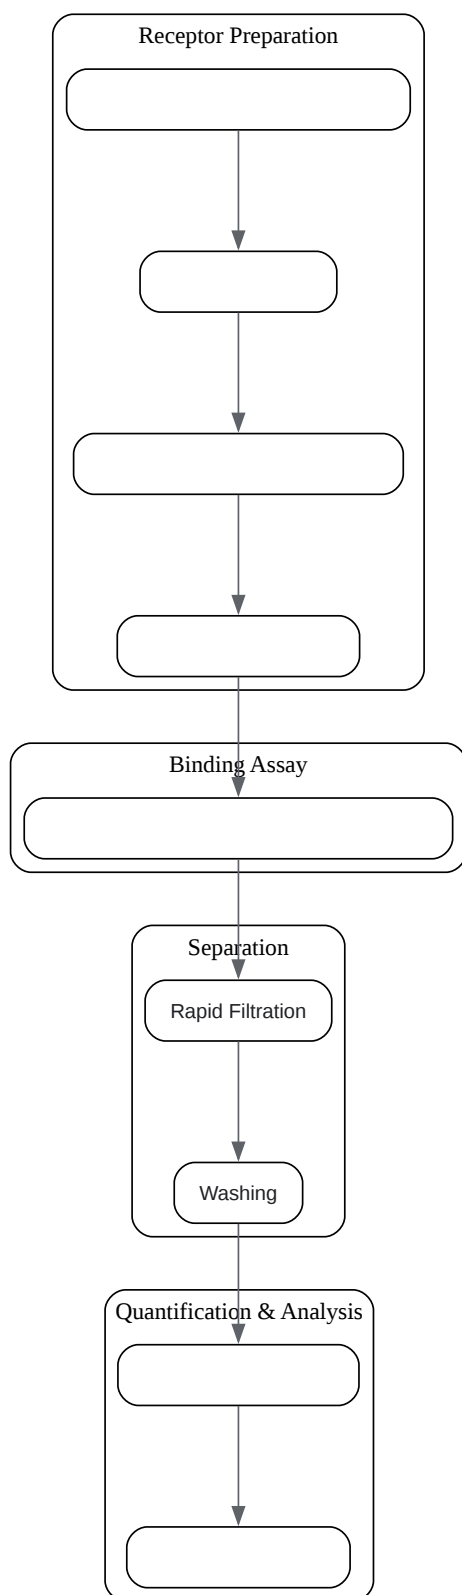 Receptor Preparation
Binding Assay
Separation
Rapid Filtration
Washing
Quantification & Analysis